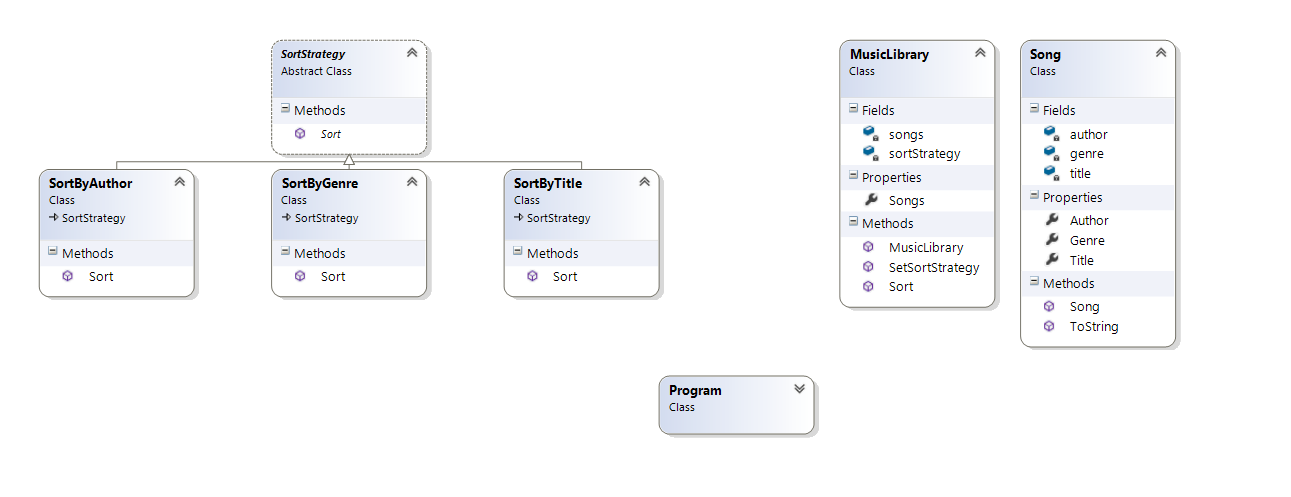 SortStrategy
Abstract Class
Methods
Sort
SortByAuthor
Class
SortStrategy
Methods
Sort
SortByGenre
Class
SortStrategy
Methods
Sort
SortByTitle
Class
SortStrategy
Methods
Sort
MusicLibrary
Class
Fields
songs
sortStrategy
Properties
Songs
Methods
MusicLibrary
SetSortStrategy
Sort
Song
Class
Fields
author
genre
title
Properties
Author
Genre
Title
Methods
Song
ToString
Program
Class